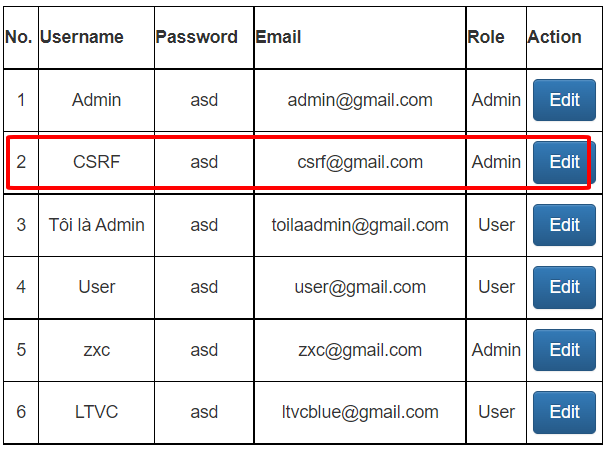 No. Username Password Email Role Action
1 Admin asd admin@gmail.com Admin Edit
2 CSRF asd csrf@gmail.com Admin Edit
3 Tôi là Admin asd toilaadmin@gmail.com User Edit
4 User asd user@gmail.com User Edit
5 zxc asd zxc@gmail.com Admin Edit
6 LTVC asd ltvcblue@gmail.com User Edit